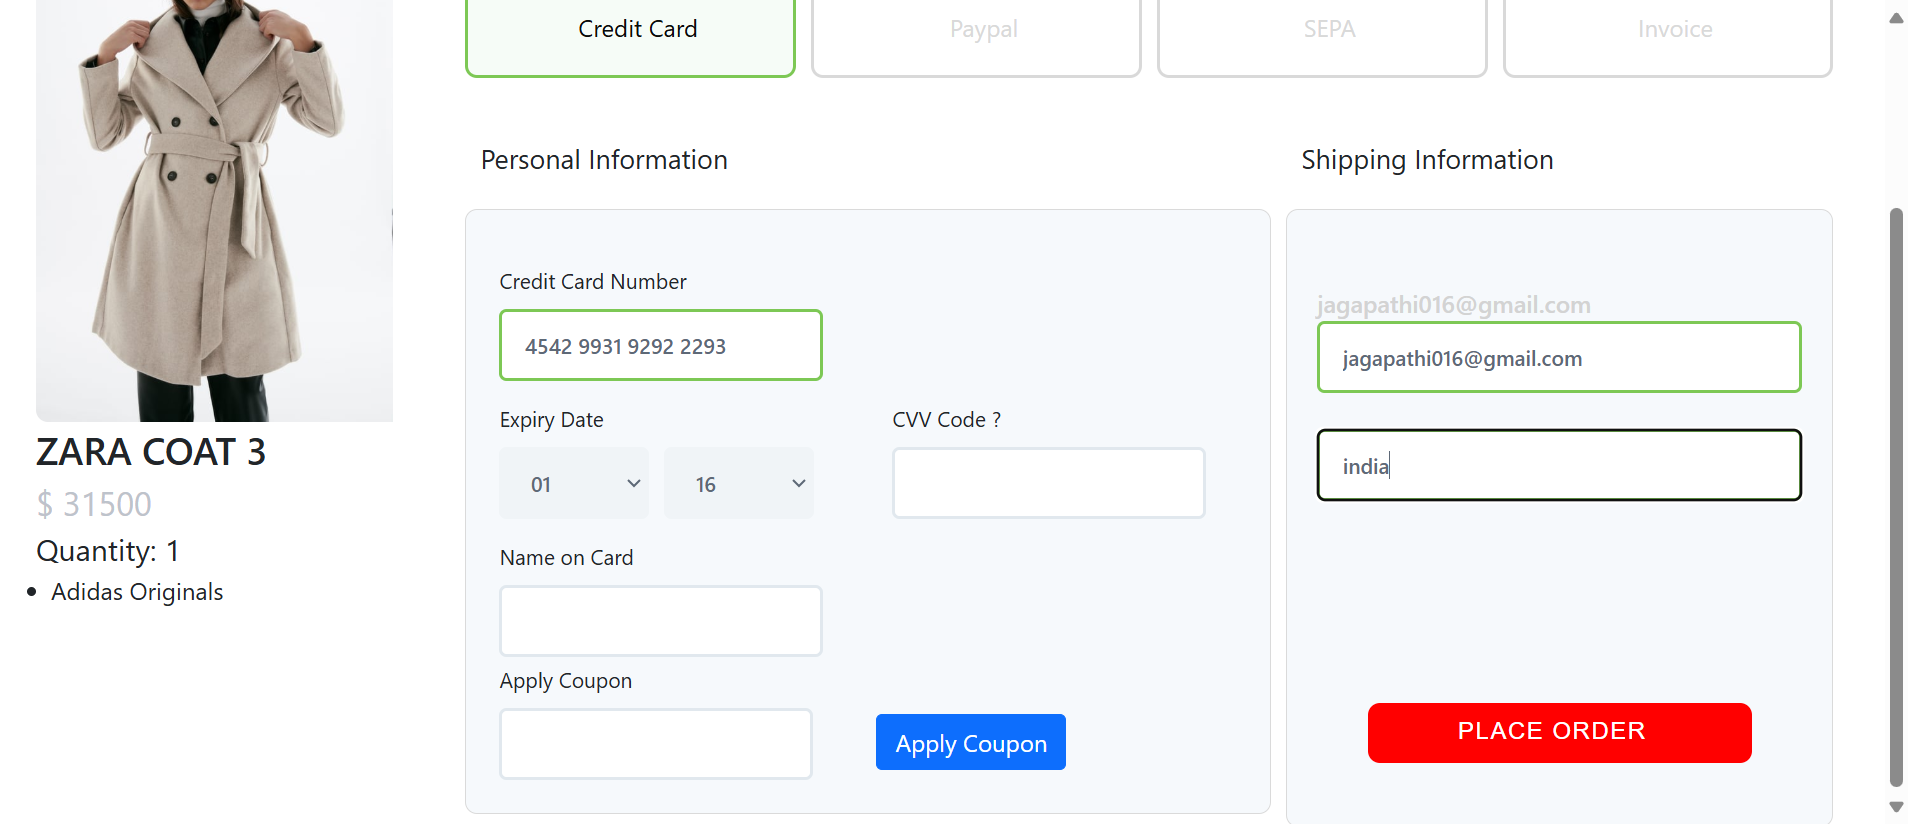 Credit Card
Paypal
SEPA
Invoice
Personal Information
Shipping Information
Credit Card Number
4542 9931 9292 2293
Expiry Date
CVV Code ?
01
16
Name on Card
Apply Coupon
Apply Coupon
jagapathi016@gmail.com
jagapathi016@gmail.com
india
PLACE ORDER
ZARA COAT 3
$ 31500
Quantity: 1
Adidas Originals